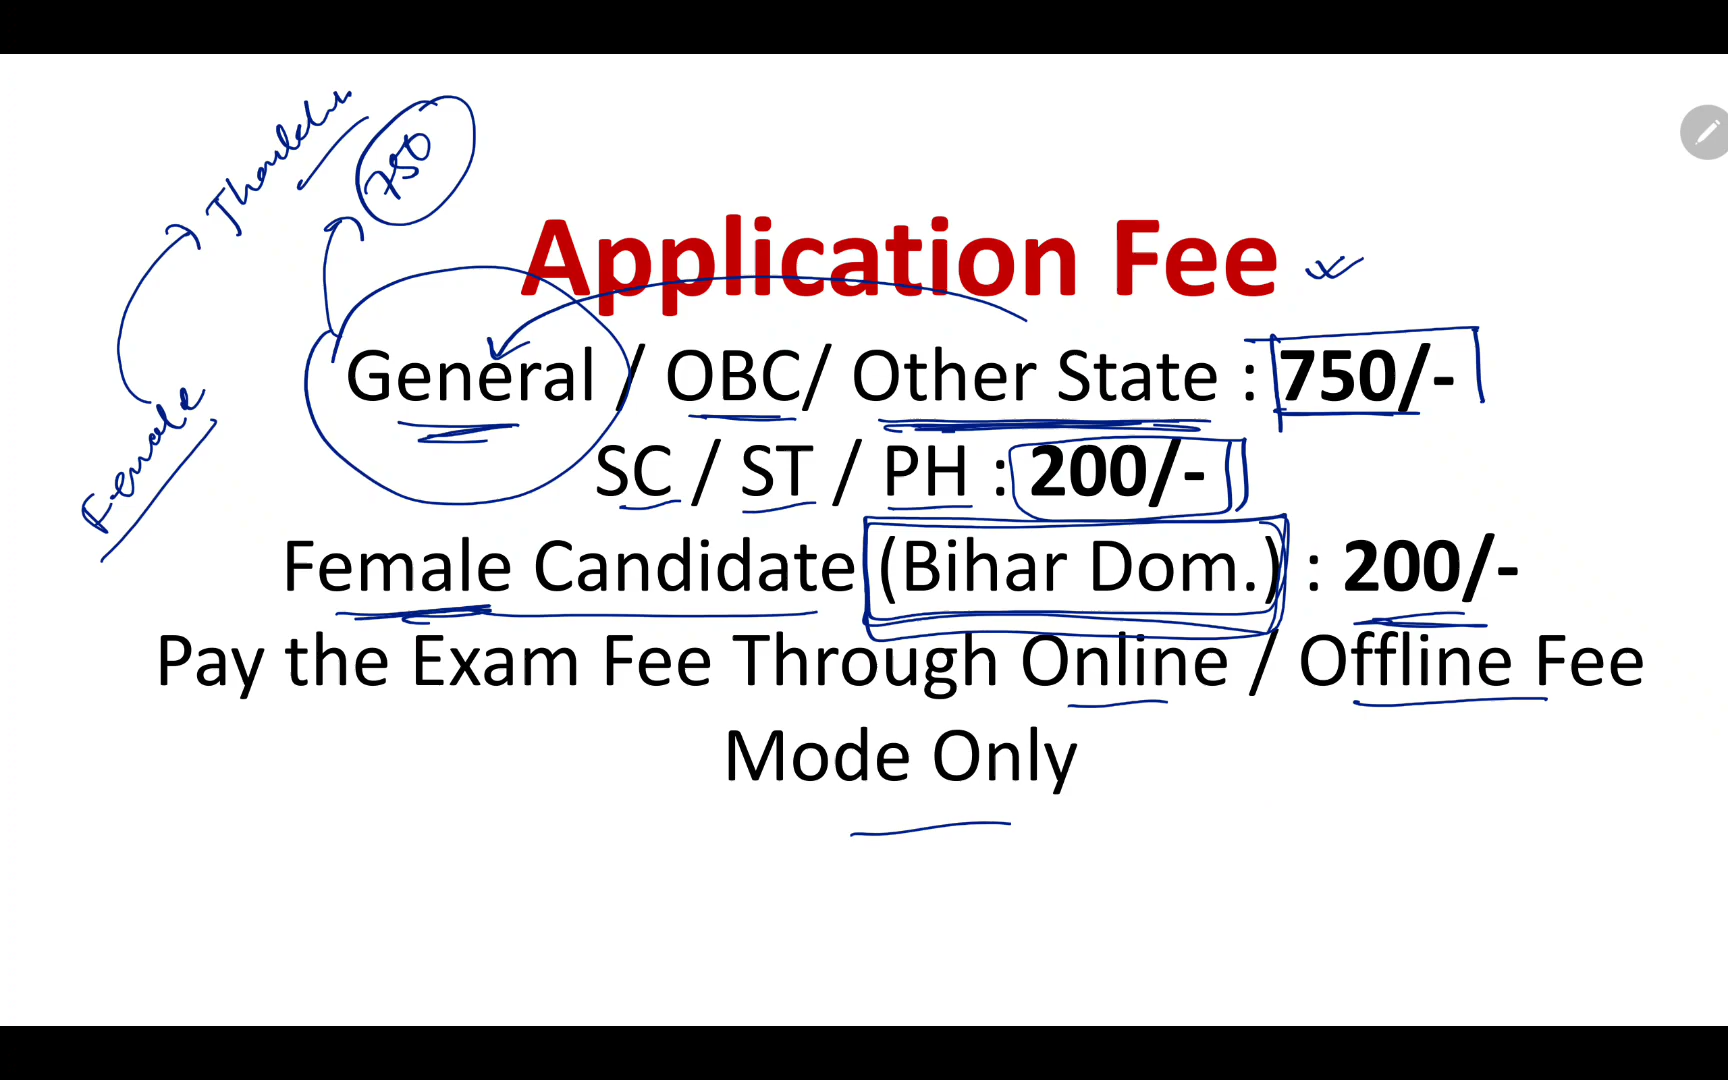 750
Application Fee
General / OBC/ Other State : 750/-
SC / ST / PH : 200/-
Female
Female Candidate (Bihar Dom.) : 200/-
Pay the Exam Fee Through Online / Offline Fee
Mode Only